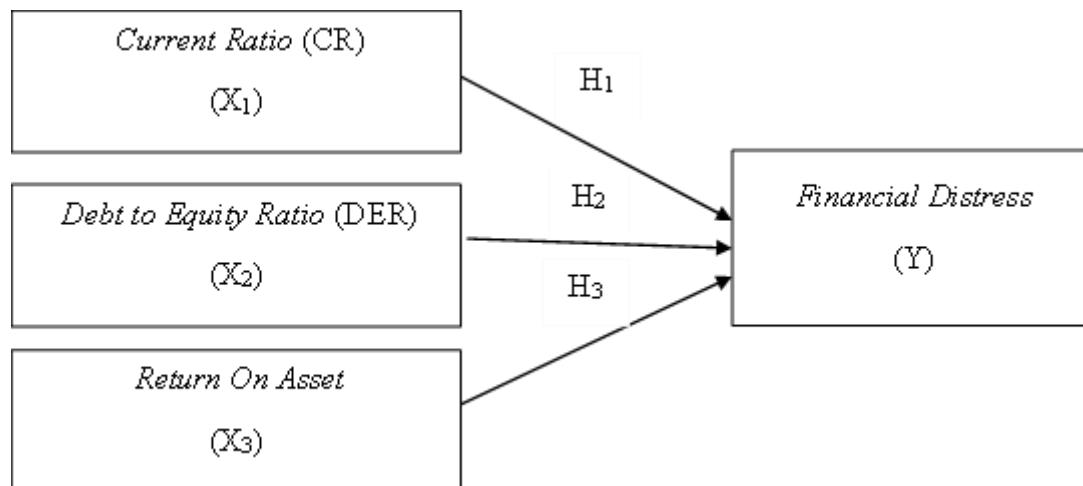 Current Ratio (CR)
(X1)
H1
Debt to Equity Ratio (DER)
(X2)
H2
Financial Distress
(Y)
H3
Return On Asset
(X3)